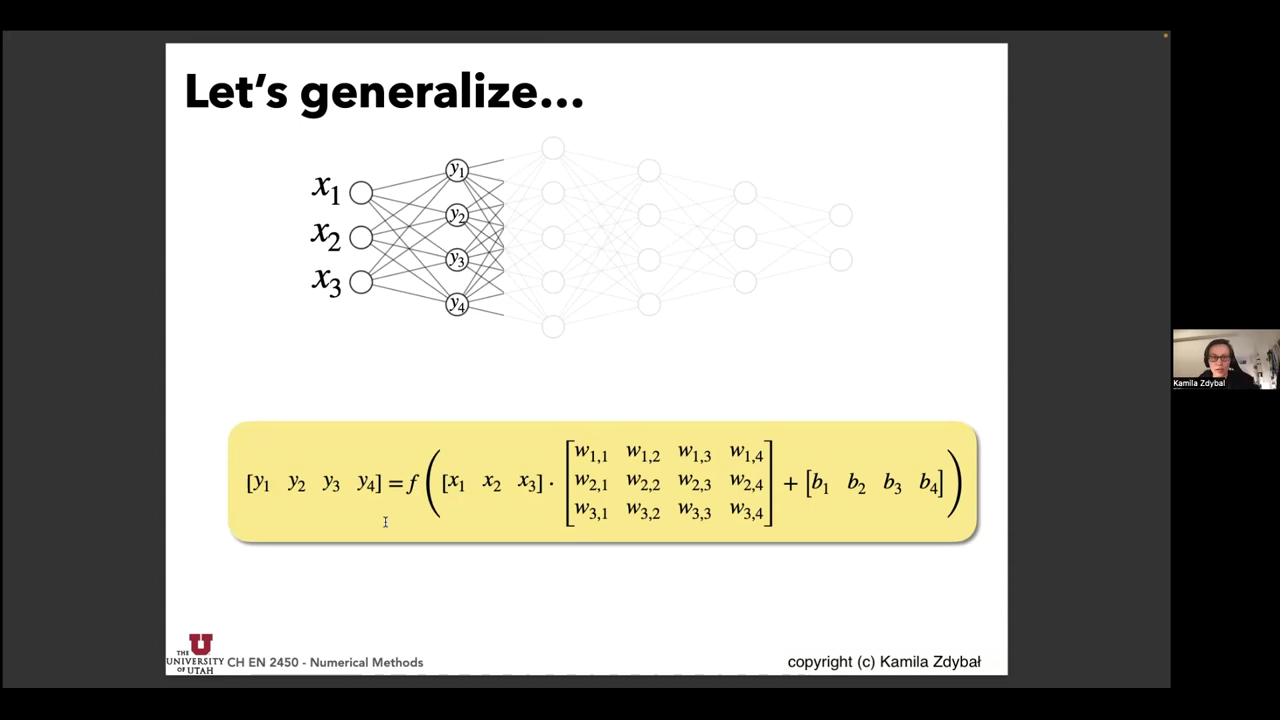 Let's generalize...
x1
x2
x3
y1
y2
y3
y4
[y1 y2 y3 y4] = f ( [x1 x2 x3] · [w1,1 w1,2 w1,3 w1,4
w2,1 w2,2 w2,3 w2,4
w3,1 w3,2 w3,3 w3,4] + [b1 b2 b3 b4] )
Kamila Zdybal
U
THE
UNIVERSITY
OF UTAH
CH EN 2450 - Numerical Methods
copyright (c) Kamila Zdybał